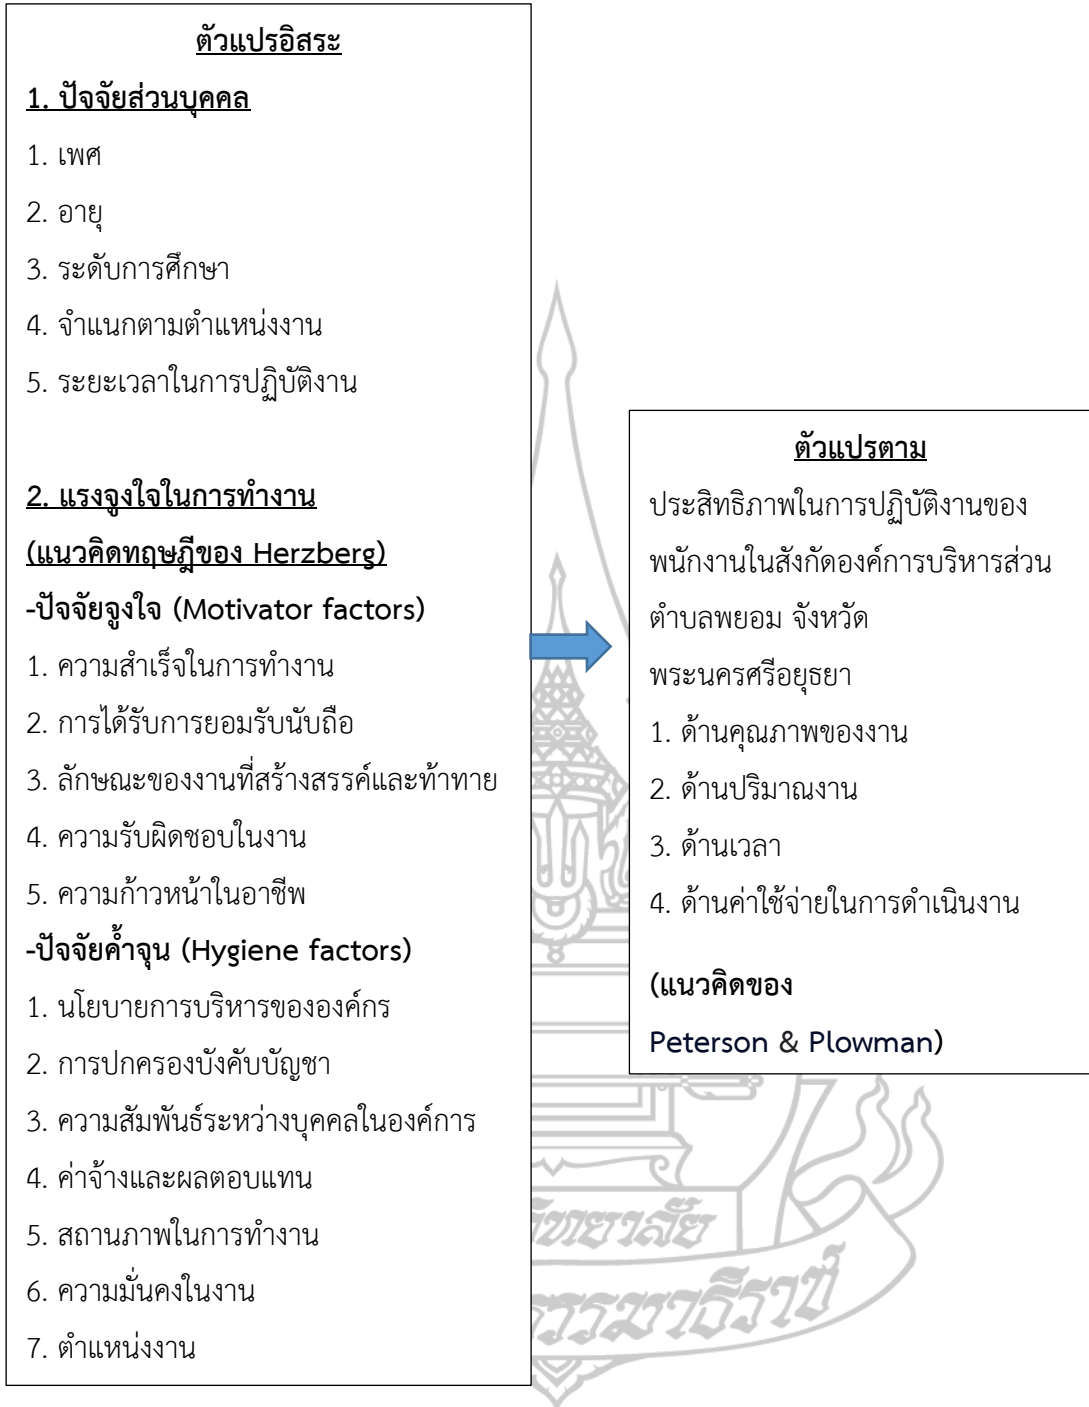 ตัวแปรอิสระ
1. ปัจจัยส่วนบุคคล
1. เพศ
2. อายุ
3. ระดับการศึกษา
4. จำแนกตามตำแหน่งงาน
5. ระยะเวลาในการปฏิบัติงาน
2. แรงจูงใจในการทำงาน
(แนวคิดทฤษฎีของ Herzberg)
-ปัจจัยจูงใจ (Motivator factors)
1. ความสำเร็จในการทำงาน
2. การได้รับการยอมรับนับถือ
3. ลักษณะของงานที่สร้างสรรค์และท้าทาย
4. ความรับผิดชอบในงาน
5. ความก้าวหน้าในอาชีพ
-ปัจจัยค้ำจุน (Hygiene factors)
1. นโยบายการบริหารขององค์กร
2. การปกครองบังคับบัญชา
3. ความสัมพันธ์ระหว่างบุคคลในองค์การ
4. ค่าจ้างและผลตอบแทน
5. สถานภาพในการทำงาน
6. ความมั่นคงในงาน
7. ตำแหน่งงาน
ตัวแปรตาม
ประสิทธิภาพในการปฏิบัติงานของ
พนักงานในสังกัดองค์การบริหารส่วน
ตำบลพยอม จังหวัด
พระนครศรีอยุธยา
1. ด้านคุณภาพของงาน
2. ด้านปริมาณงาน
3. ด้านเวลา
4. ด้านค่าใช้จ่ายในการดำเนินงาน
(แนวคิดของ
Peterson & Plowman)